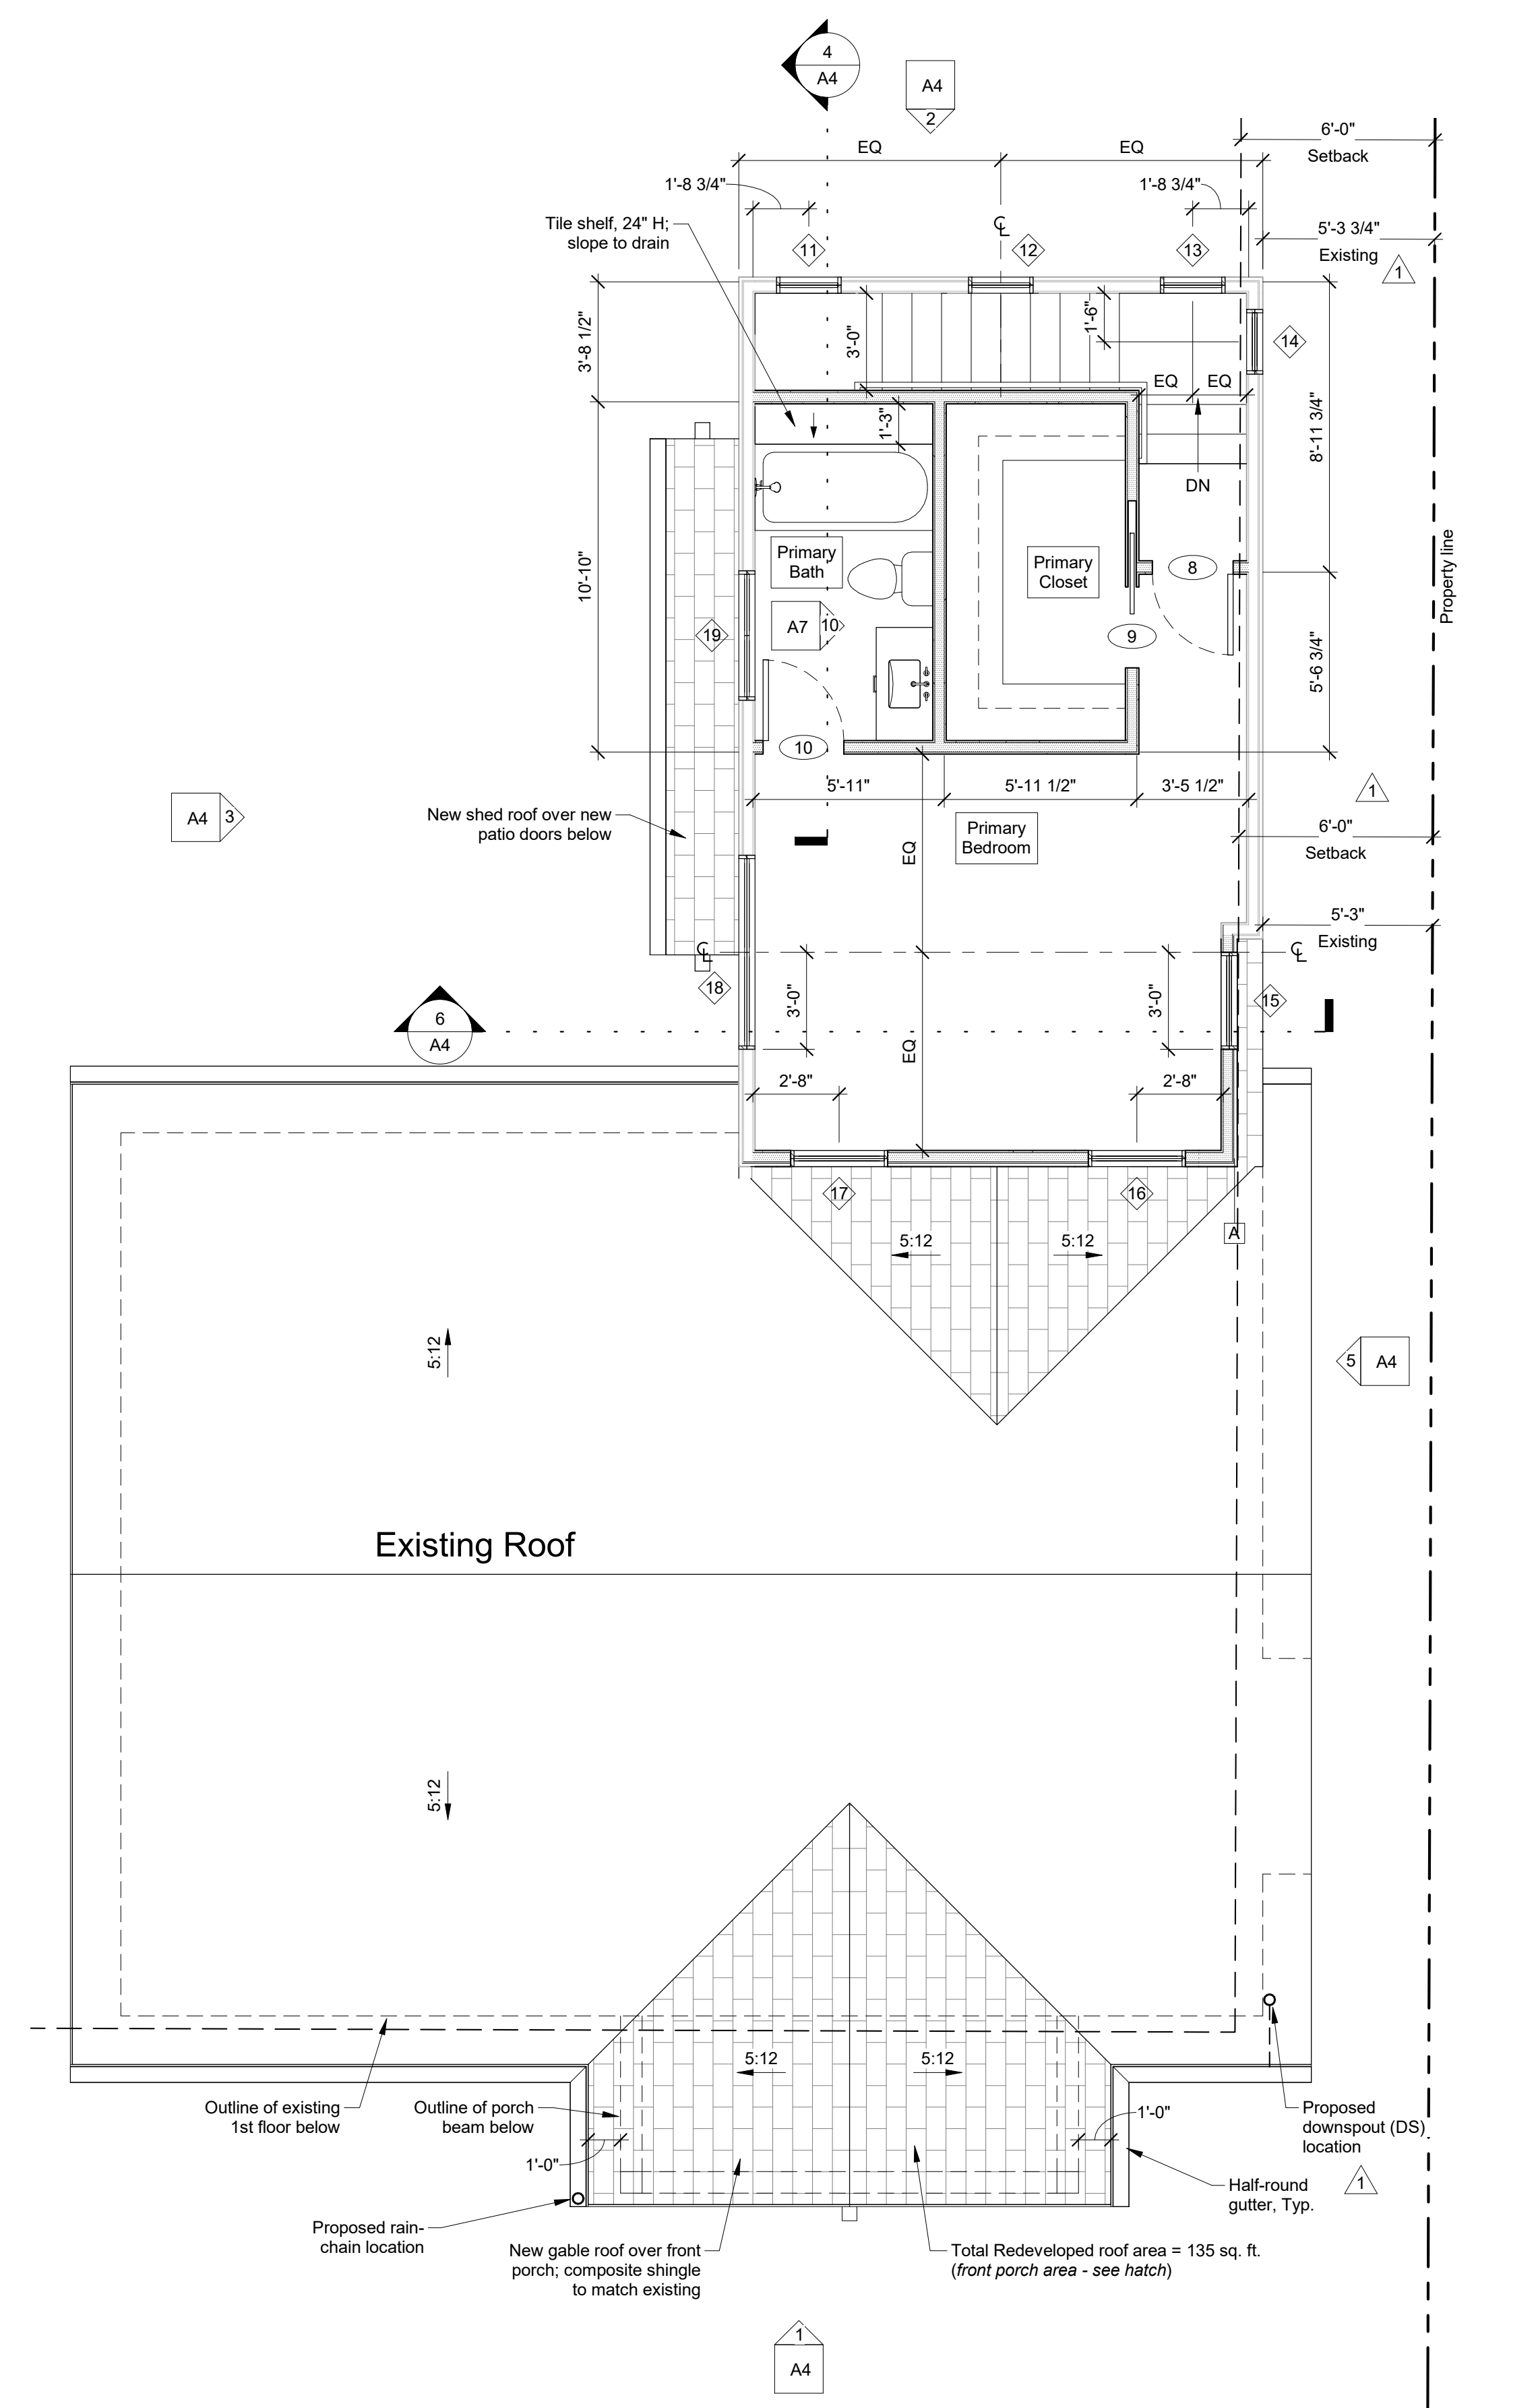 4
A4
A4
2
6'-0"
Setback
EQ
EQ
1'-8 3/4"
1'-8 3/4"
Tile shelf, 24" H;
slope to drain
5'-3 3/4"
Existing
1
11
CL
12
13
14
3'-8 1/2"
3'-0"
1'-6"
EQ
EQ
8'-11 3/4"
1'-3"
DN
Property line
10'-10"
Primary
Bath
Primary
Closet
8
A7
10
19
9
5'-6 3/4"
10
5'-11"
5'-11 1/2"
3'-5 1/2"
1
A4
3
New shed roof over new
patio doors below
Primary
Bedroom
EQ
6'-0"
Setback
5'-3"
Existing
CL
CL
18
3'-0"
3'-0"
15
6
A4
EQ
2'-8"
2'-8"
17
16
A
5:12
5:12
5:12
5
A4
Existing Roof
5:12
5:12
5:12
Outline of existing
1st floor below
Outline of porch
beam below
1'-0"
1'-0"
Proposed
downspout (DS)
location
1
Half-round
gutter, Typ.
Proposed rain-
chain location
New gable roof over front
porch; composite shingle
to match existing
Total Redeveloped roof area = 135 sq. ft.
(front porch area - see hatch)
1
A4